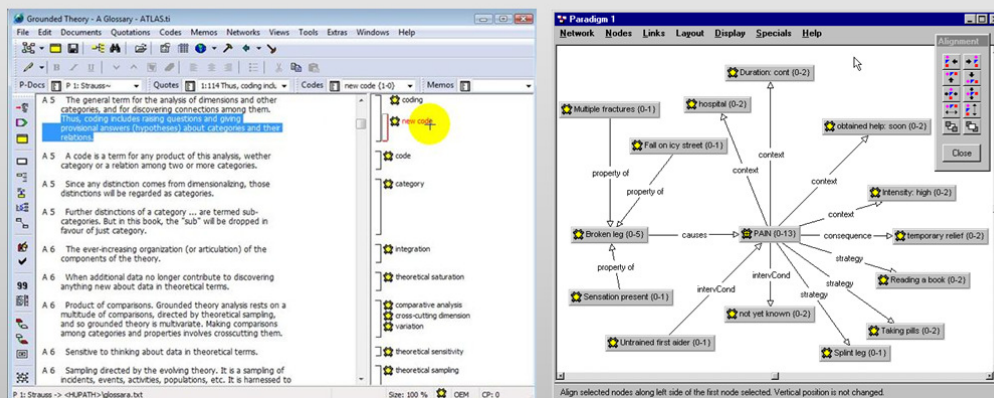 Grounded Theory - A Glossary - ATLAS.ti
File Edit Documents Quotations Codes Memos Networks Views Tools Extras Windows Help
P-Docs P 1: Strauss~ Quotes 1:114 Thus, coding indu. Codes new code {1-0} Memos
A 5 The general term for the analysis of dimensions and other
categories, and for discovering connections among them.
Thus, coding includes raising questions and giving
provisional answers (hypotheses) about categories and their
relations.
A 5 A code is a term for any product of this analysis, wether
category or a relation among two or more categories.
A 5 Since any distinction comes from dimensionalizing, those
distinctions will be regarded as categories.
A 5 Further distinctions of a category ... are termed sub-
categories. But in this book, the "sub" will be dropped in
favour of just category.
A 6 The ever-increasing organization (or articulation) of the
components of the theory.
A 6 When additional data no longer contribute to discovering
anything new about data in theoretical terms.
A 6 Product of comparisons. Grounded theory analysis rests on a
multitude of comparisons, directed by theoretical sampling,
and so grounded theory is multivariate. Making comparisons
among categories and properties involves crosscutting them.
A 6 Sensitive to thinking about data in theoretical terms.
A 6 Sampling directed by the evolving theory. It is a sampling of
incidents, events, activities, populations, etc. It is harnessed to
coding
new code
code
category
integration
theoretical saturation
comparative analysis
cross-cutting dimension
variation
theoretical sensitivity
theoretical sampling
P 1: Strauss -> <HUPATH>\glossara.txt
Size: 100 % OEM CP: 0
Paradigm 1
Network Nodes Links Layout Display Specials Help
Alignment
Close
Duration: cont (0-2)
Multiple fractures (0-1)
hospital (0-2)
obtained help: soon (0-2)
Fall on icy street (0-1)
context
context
context
property of
property of
Intensity: high (0-2)
context
Broken leg (0-5)
causes
PAIN (0-13)
consequence
temporary relief (0-2)
strategy
property of
intervCond
Reading a book (0-2)
intervCond
strategy
strategy
Sensation present (0-1)
not yet known (0-2)
Taking pills (0-2)
Untrained first aider (0-1)
Splint leg (0-1)
Align selected nodes along left side of the first node selected. Vertical position is not changed.